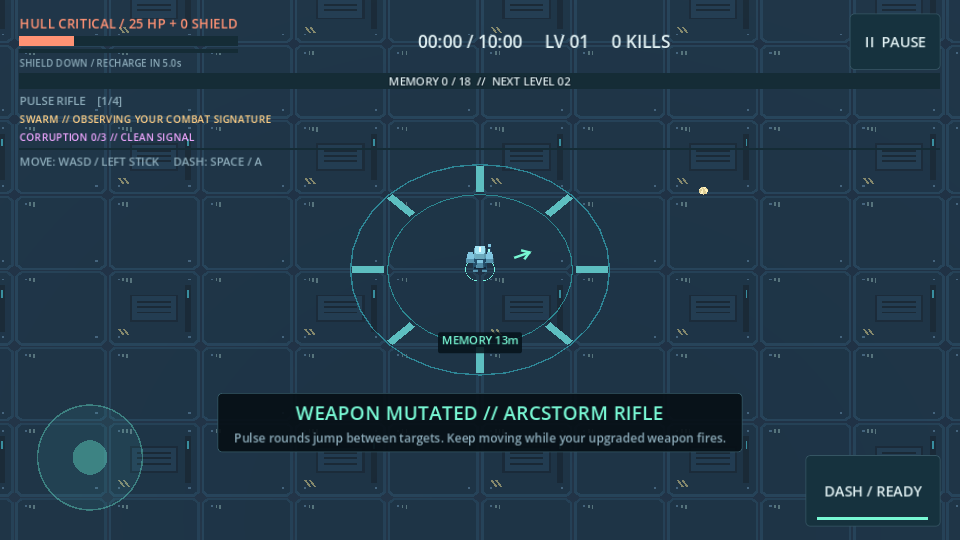 HULL CRITICAL / 25 HP + 0 SHIELD
00:00 / 10:00 LV 01 0 KILLS
PAUSE
SHIELD DOWN / RECHARGE IN 5.0s
MEMORY 0 / 18 // NEXT LEVEL 02
PULSE RIFLE [1/4]
SWARM // OBSERVING YOUR COMBAT SIGNATURE
CORRUPTION 0/3 // CLEAN SIGNAL
MOVE: WASD / LEFT STICK DASH: SPACE / A
MEMORY 13m
WEAPON MUTATED // ARCSTORM RIFLE
Pulse rounds jump between targets. Keep moving while your upgraded weapon fires.
DASH / READY